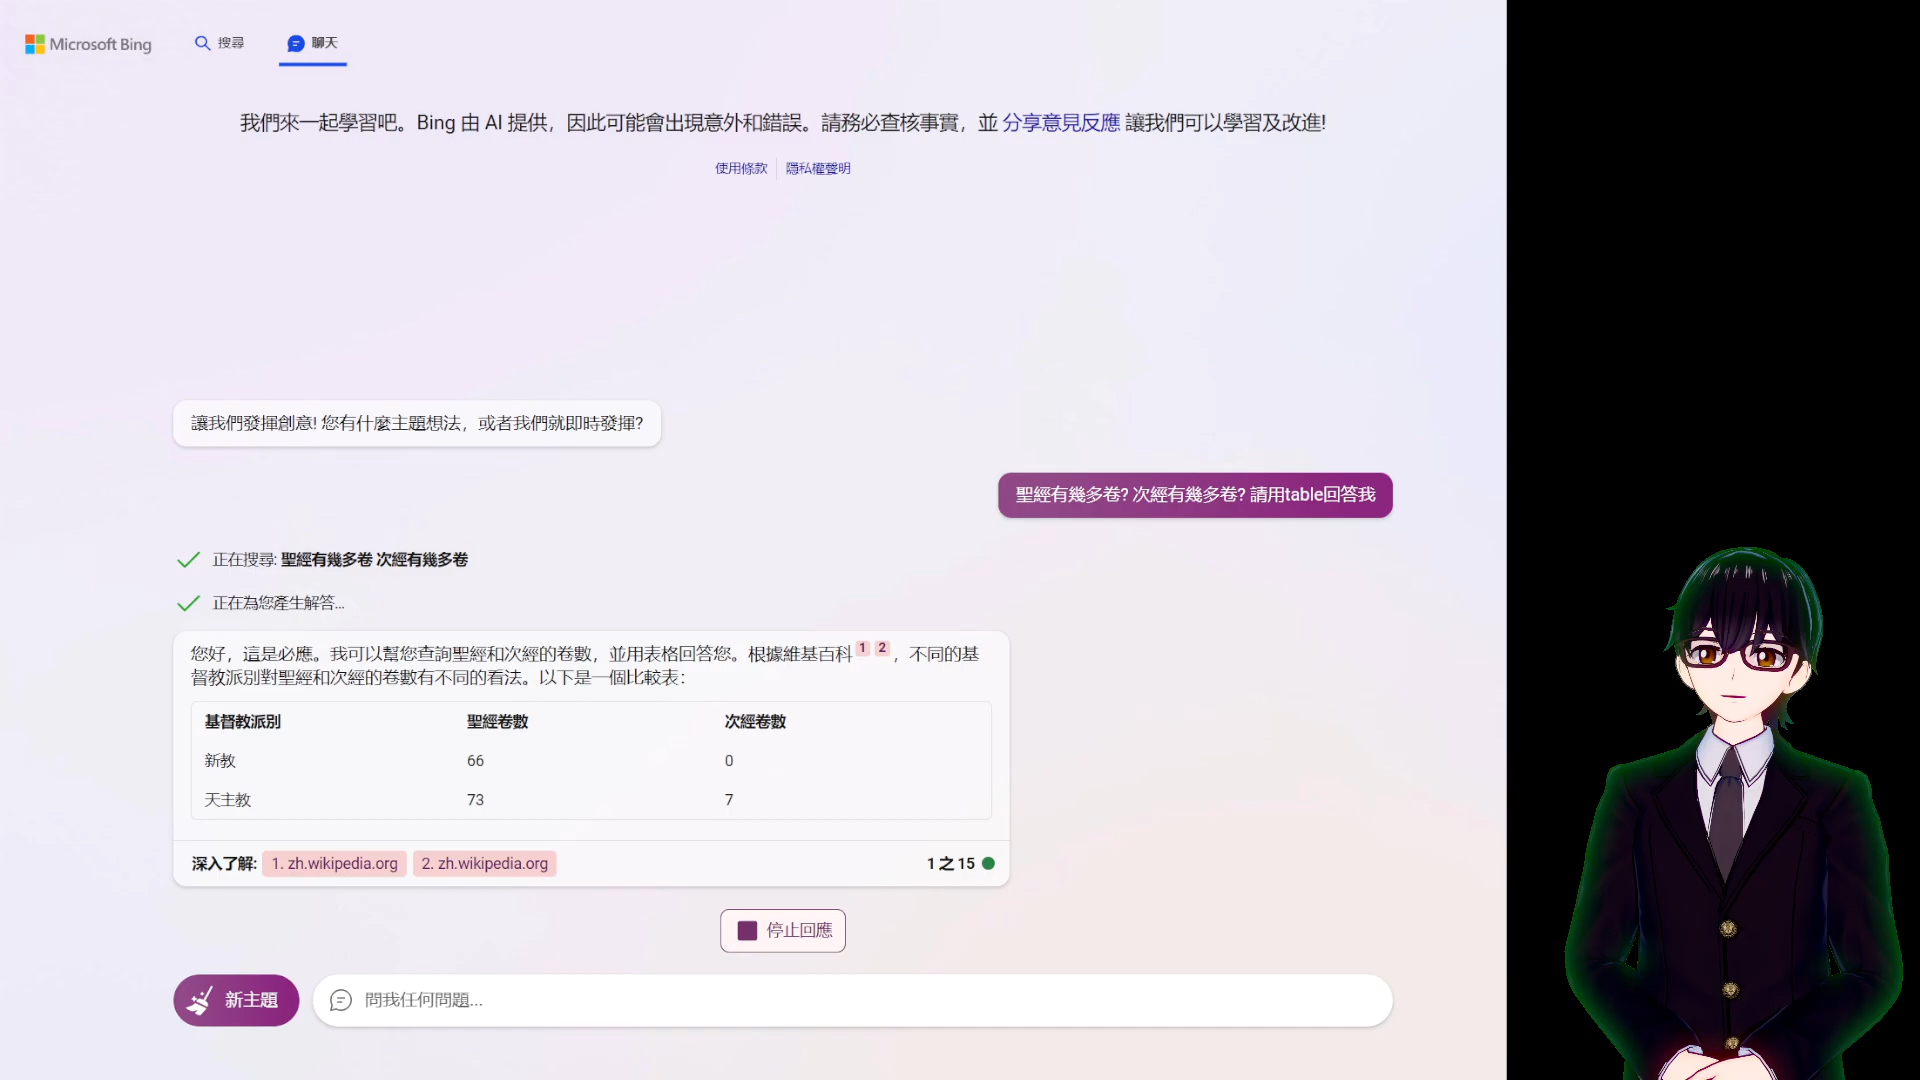 Microsoft Bing
搜尋
聊天
我們來一起學習吧。Bing 由 AI 提供，因此可能會出現意外和錯誤。請務必查核事實，並 分享意見反應 讓我們可以學習及改進!
使用條款
隱私權聲明
讓我們發揮創意! 您有什麼主題想法，或者我們就即時發揮?
聖經有幾多卷? 次經有幾多卷? 請用table回答我
正在搜尋: 聖經有幾多卷 次經有幾多卷
正在為您產生解答...
您好，這是必應。我可以幫您查詢聖經和次經的卷數，並用表格回答您。根據維基百科 1 2 ，不同的基
督教派別對聖經和次經的卷數有不同的看法。以下是一個比較表：
基督教派別 聖經卷數 次經卷數
新教 66 0
天主教 73 7
深入了解: 1. zh.wikipedia.org 2. zh.wikipedia.org 1 之 15
停止回應
新主題
問我任何問題...